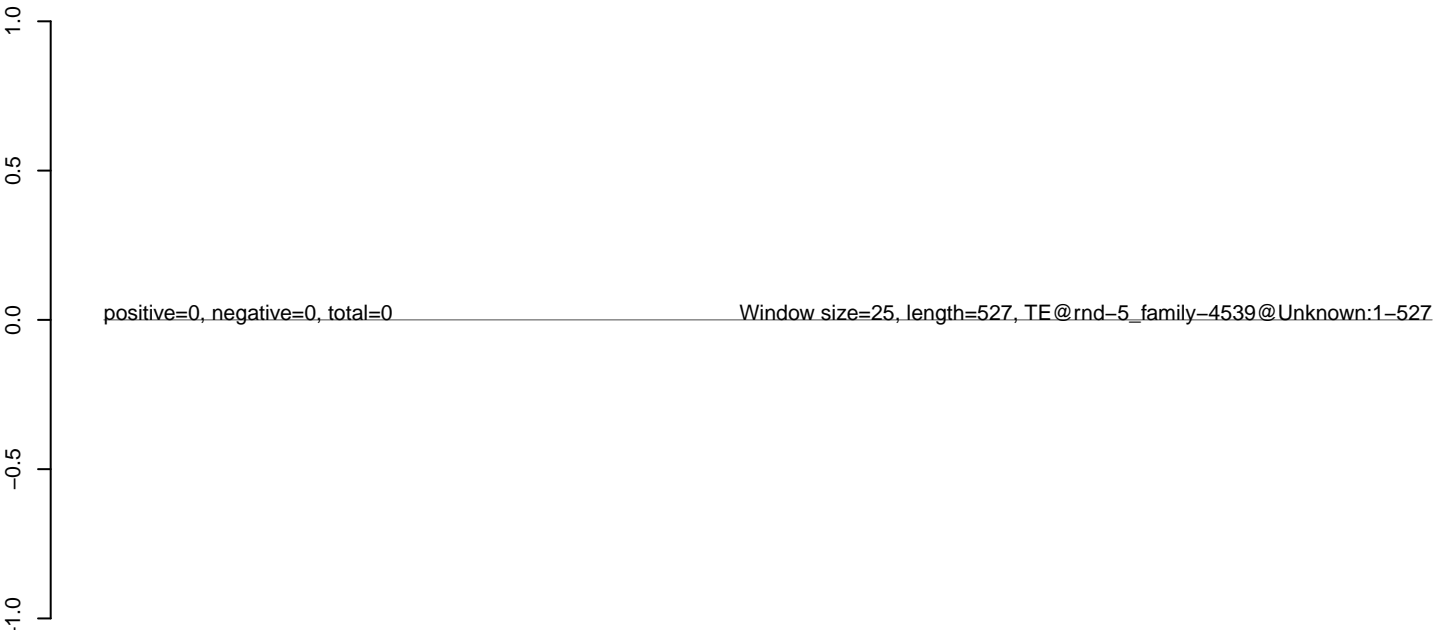 1.0
0.5
positive=0, negative=0, total=0
Window size=25, length=527, TE@rnd−5_family−4539@Unknown:1−527
0.0
−0.5
−1.0